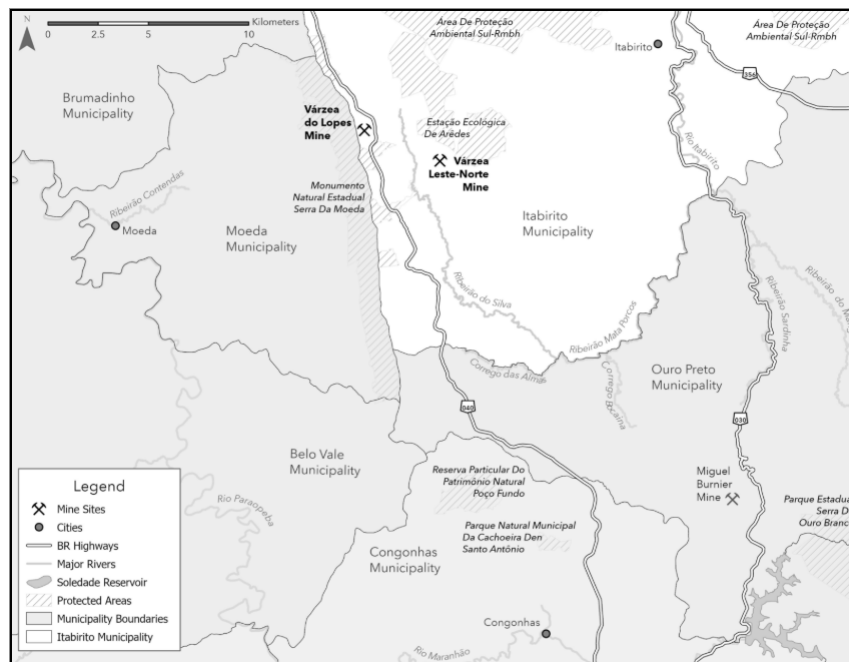 N
Kilometers
0 2.5 5 10
Área De Proteção
Ambiental Sul-Rmbh
Área De Proteção
Ambiental Sul-Rmbh
Itabirito
356
Brumadinho
Municipality
Várzea
do Lopes
Mine
Estação Ecológica
De Arêdes
Várzea
Leste-Norte
Mine
Rio Itabirito
Ribeirão Contendas
Moeda
Monumento
Natural Estadual
Serra Da Moeda
Moeda
Municipality
Itabirito
Municipality
Ribeirão do Silva
Ribeirão Mata Porcos
Ribeirão Sardinha
Ribeirão do
Corrego das Almas
Corrego Bocaina
Ouro Preto
Municipality
040
030
Belo Vale
Municipality
Reserva Particular Do
Patrimônio Natural
Poço Fundo
Miguel
Burnier
Mine
Rio Paraopeba
Parque Natural Municipal
Da Cachoeira Den
Santo Antônio
Parque Estadua
Serra D
Ouro Branc
Congonhas
Municipality
Congonhas
Rio Maranhão
Legend
Mine Sites
Cities
BR Highways
Major Rivers
Soledade Reservoir
Protected Areas
Municipality Boundaries
Itabirito Municipality